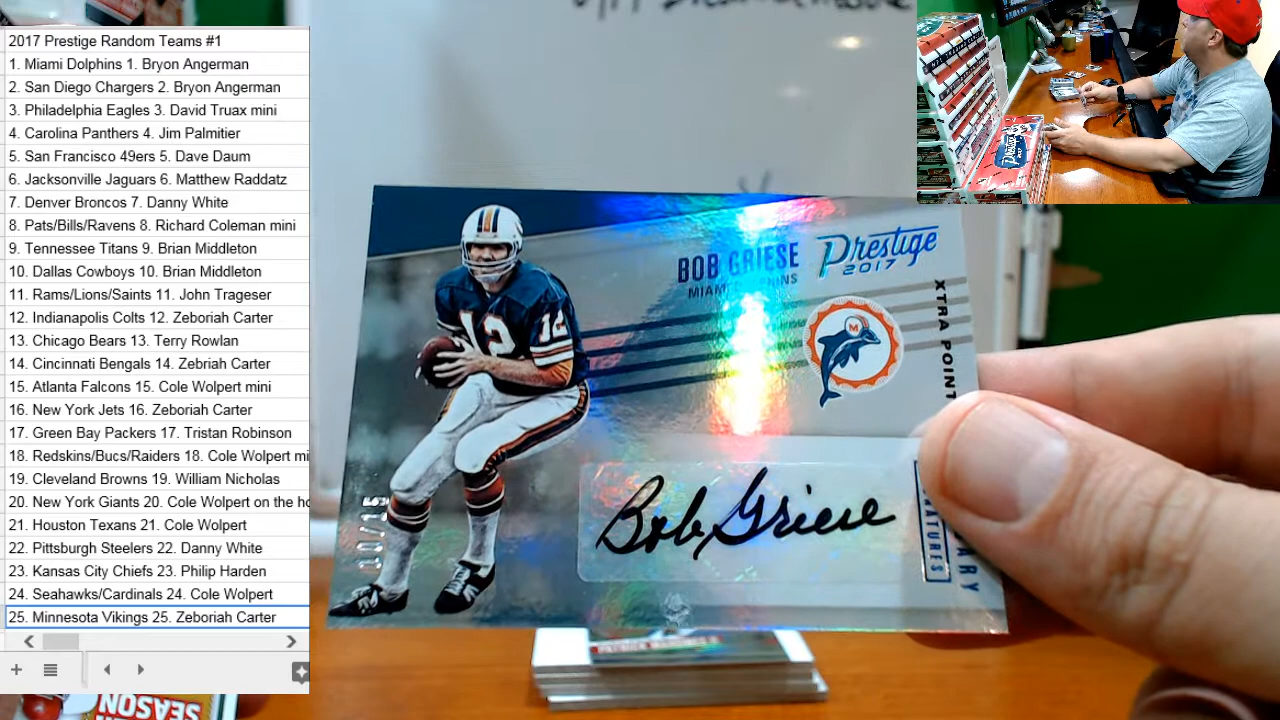 2017 Prestige Random Teams #1
1. Miami Dolphins 1. Bryon Angerman
2. San Diego Chargers 2. Bryon Angerman
3. Philadelphia Eagles 3. David Truax mini
4. Carolina Panthers 4. Jim Palmitier
5. San Francisco 49ers 5. Dave Daum
6. Jacksonville Jaguars 6. Matthew Raddatz
7. Denver Broncos 7. Danny White
8. Pats/Bills/Ravens 8. Richard Coleman mini
9. Tennessee Titans 9. Brian Middleton
10. Dallas Cowboys 10. Brian Middleton
11. Rams/Lions/Saints 11. John Trageser
12. Indianapolis Colts 12. Zeboriah Carter
13. Chicago Bears 13. Terry Rowlan
14. Cincinnati Bengals 14. Zebriah Carter
15. Atlanta Falcons 15. Cole Wolpert mini
16. New York Jets 16. Zeboriah Carter
17. Green Bay Packers 17. Tristan Robinson
18. Redskins/Bucs/Raiders 18. Cole Wolpert mi
19. Cleveland Browns 19. William Nicholas
20. New York Giants 20. Cole Wolpert on the ho
21. Houston Texans 21. Cole Wolpert
22. Pittsburgh Steelers 22. Danny White
23. Kansas City Chiefs 23. Philip Harden
24. Seahawks/Cardinals 24. Cole Wolpert
25. Minnesota Vikings 25. Zeboriah Carter
BOB GRIESE
Prestige
2017
XTRA POINT
M
12
12
Bob Griese
10/15
Prestige
2017
SEASON